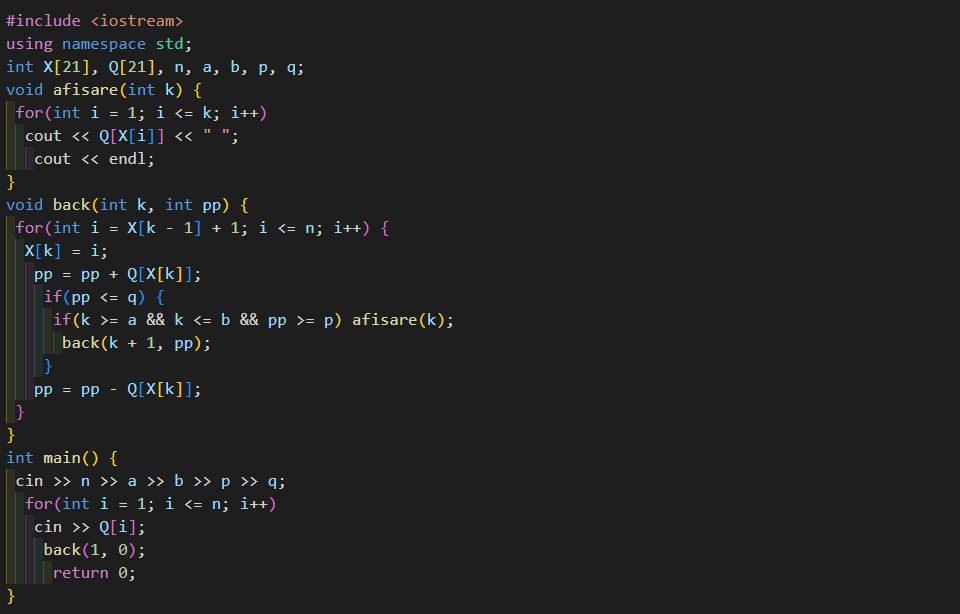 #include <iostream>
using namespace std;
int X[21], Q[21], n, a, b, p, q;
void afisare(int k) {
 for(int i = 1; i <= k; i++)
  cout << Q[X[i]] << " ";
   cout << endl;
}
void back(int k, int pp) {
 for(int i = X[k - 1] + 1; i <= n; i++) {
  X[k] = i;
   pp = pp + Q[X[k]];
    if(pp <= q) {
     if(k >= a && k <= b && pp >= p) afisare(k);
      back(k + 1, pp);
    }
   pp = pp - Q[X[k]];
 }
}
int main() {
 cin >> n >> a >> b >> p >> q;
  for(int i = 1; i <= n; i++)
   cin >> Q[i];
    back(1, 0);
     return 0;
}